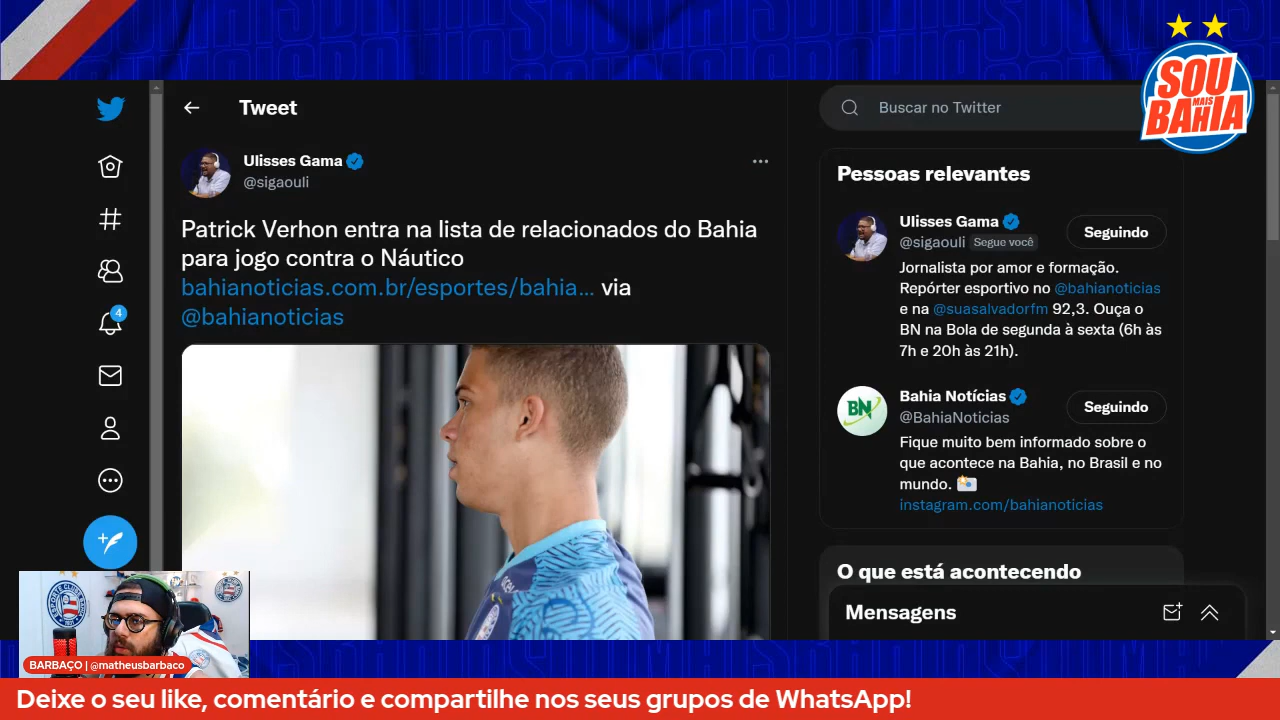 SOU
MAIS
BAHIA
Tweet
Buscar no Twitter
Ulisses Gama
@sigaouli
Patrick Verhon entra na lista de relacionados do Bahia
para jogo contra o Náutico
bahianoticias.com.br/esportes/bahia... via
@bahianoticias
4
Pessoas relevantes
Ulisses Gama
@sigaouli Segue você
Seguindo
Jornalista por amor e formação.
Repórter esportivo no @bahianoticias
e na @suasalvadorfm 92,3. Ouça o
BN na Bola de segunda à sexta (6h às
7h e 20h às 21h).
BN
Bahia Notícias
@BahiaNoticias
Seguindo
Fique muito bem informado sobre o
que acontece na Bahia, no Brasil e no
mundo.
instagram.com/bahianoticias
O que está acontecendo
Mensagens
BARBAÇO | @matheusbarbaco
Deixe o seu like, comentário e compartilhe nos seus grupos de WhatsApp!